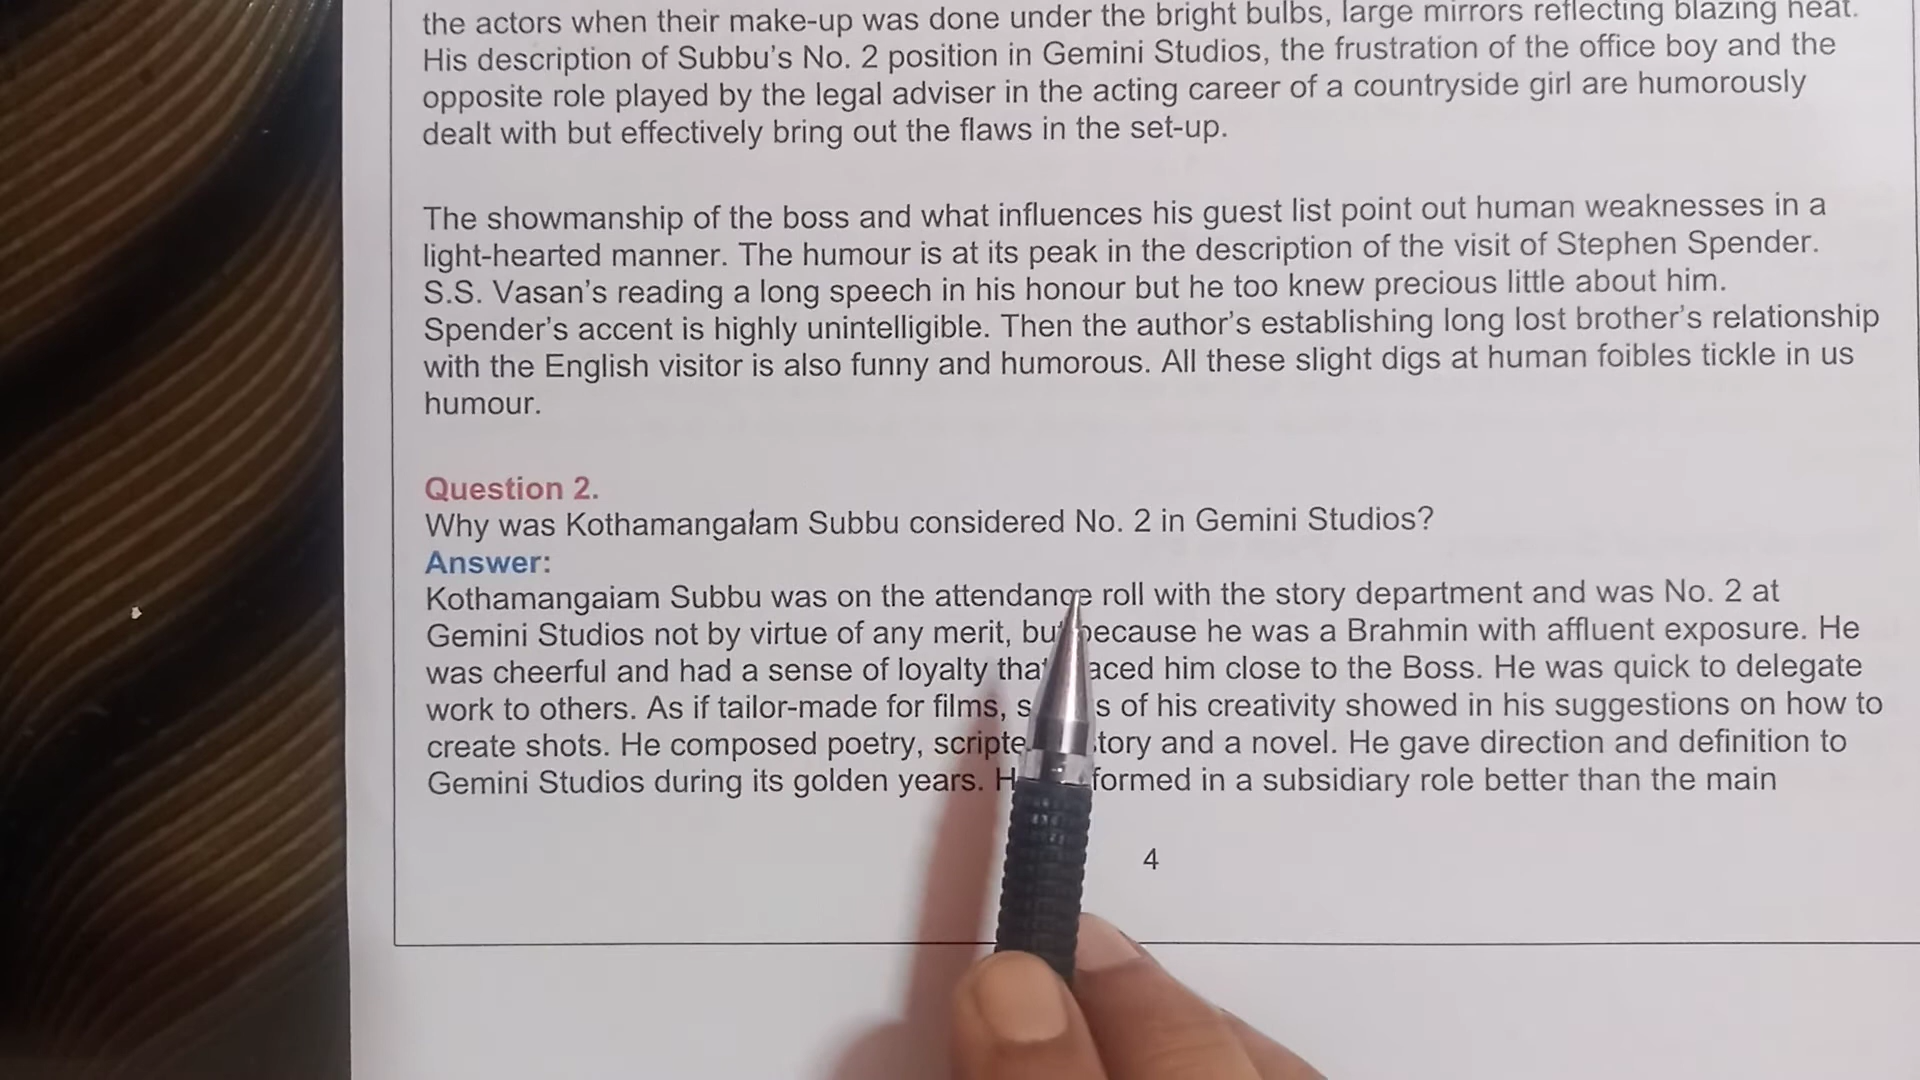 the actors when their make-up was done under the bright bulbs, large mirrors reflecting blazing heat.
His description of Subbu's No. 2 position in Gemini Studios, the frustration of the office boy and the
opposite role played by the legal adviser in the acting career of a countryside girl are humorously
dealt with but effectively bring out the flaws in the set-up.
The showmanship of the boss and what influences his guest list point out human weaknesses in a
light-hearted manner. The humour is at its peak in the description of the visit of Stephen Spender.
S.S. Vasan's reading a long speech in his honour but he too knew precious little about him.
Spender's accent is highly unintelligible. Then the author's establishing long lost brother's relationship
with the English visitor is also funny and humorous. All these slight digs at human foibles tickle in us
humour.
Question 2.
Why was Kothamangalam Subbu considered No. 2 in Gemini Studios?
Answer:
Kothamangaiam Subbu was on the attendance roll with the story department and was No. 2 at
Gemini Studios not by virtue of any merit, but because he was a Brahmin with affluent exposure. He
was cheerful and had a sense of loyalty that him close to the Boss. He was quick to delegate
work to others. As if tailor-made for films, of his creativity showed in his suggestions on how to
create shots. He composed poetry, story and a novel. He gave direction and definition to
Gemini Studios during its golden years. in a subsidiary role better than the main
4